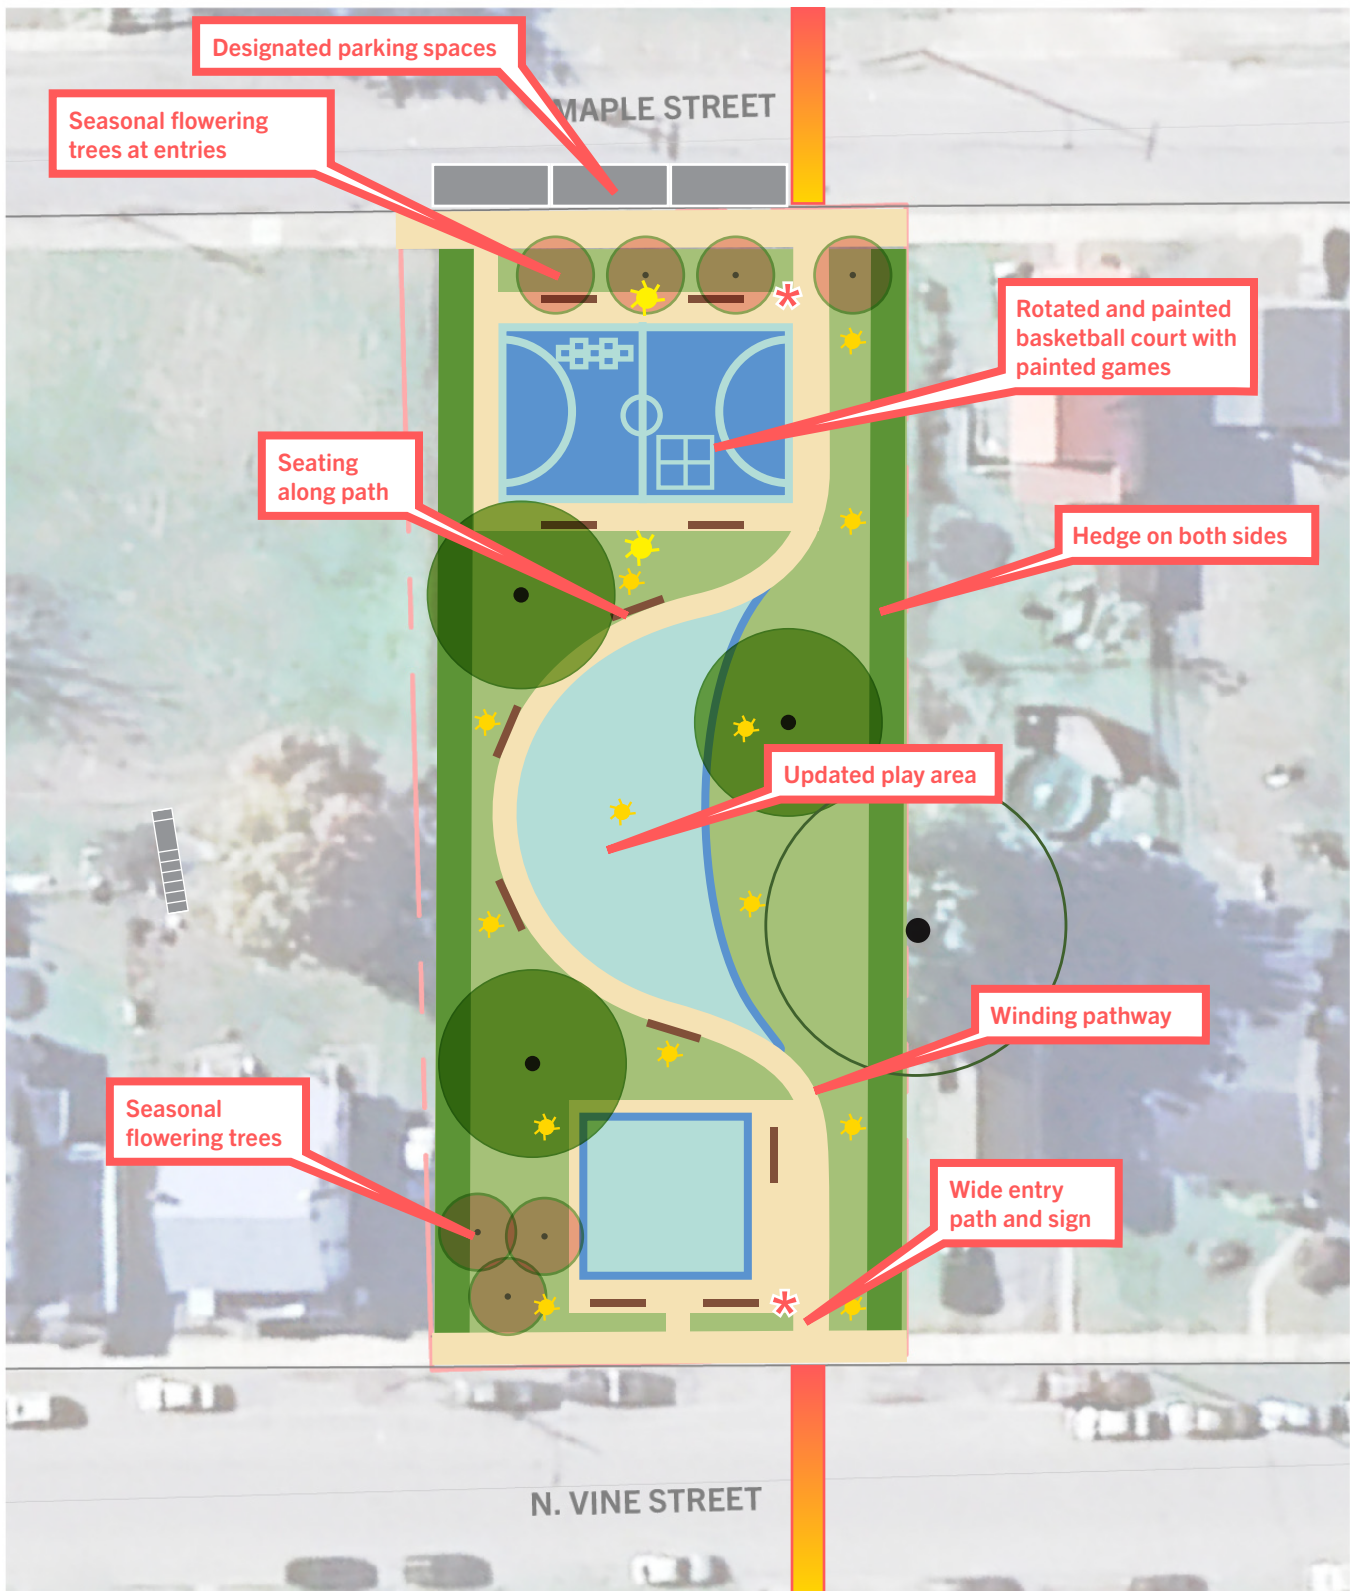 Designated parking spaces
MAPLE STREET
Seasonal flowering
trees at entries
Rotated and painted
basketball court with
painted games
Seating
along path
Hedge on both sides
Updated play area
Winding pathway
Seasonal
flowering trees
Wide entry
path and sign
N. VINE STREET